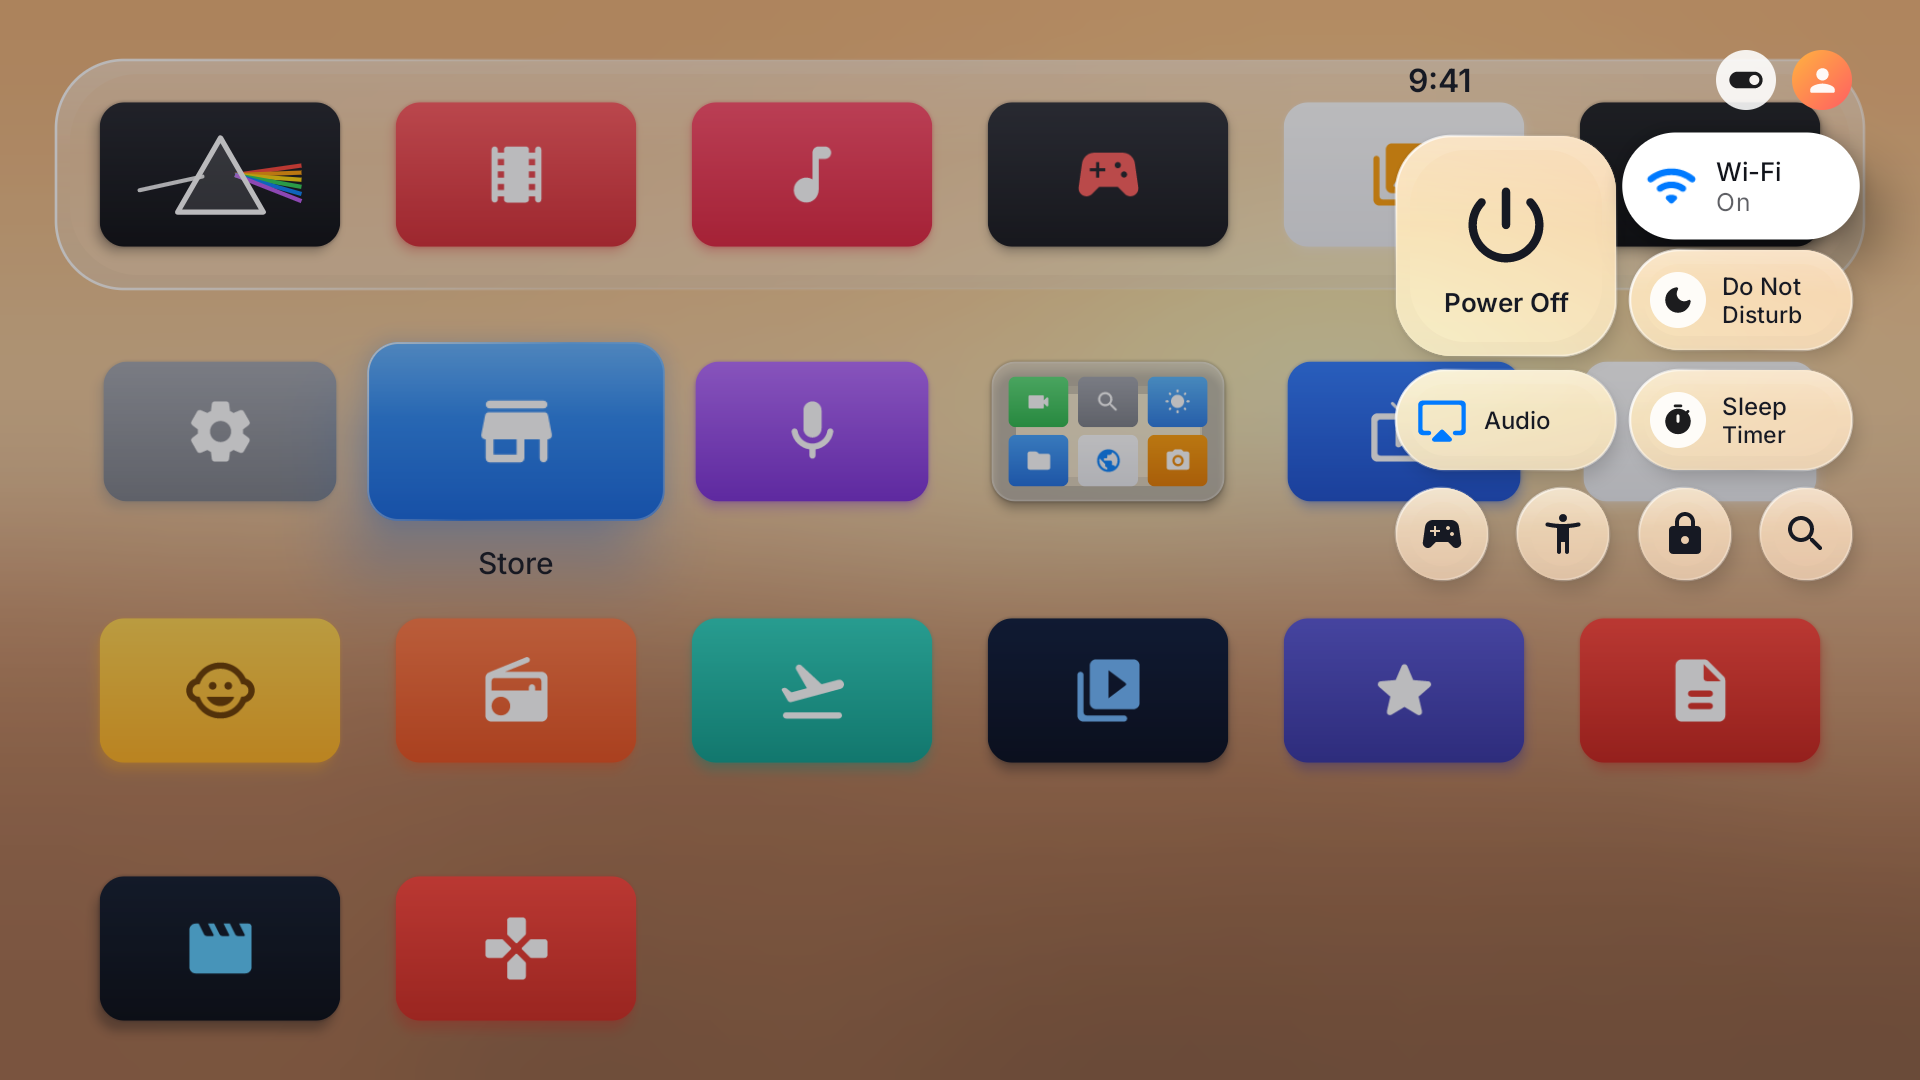 9:41
Wi-Fi
On
Power Off
Do Not
Disturb
Audio
Sleep
Timer
Store